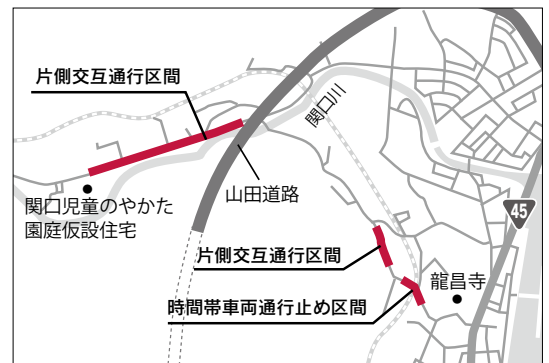 片側交互通行区間
関口川
山田道路
関口児童のやかた
園庭仮設住宅
45
片側交互通行区間
龍昌寺
時間帯車両通行止め区間